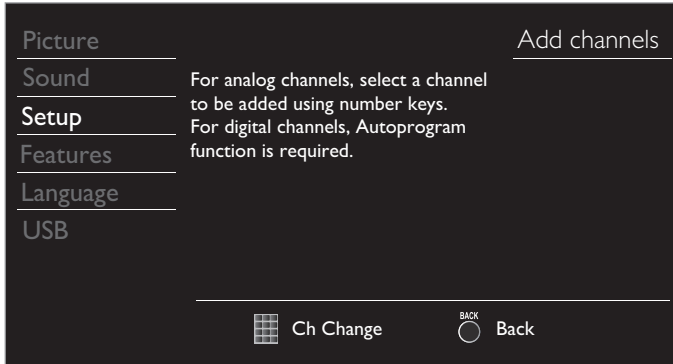 Picture
Add channels
Sound
Setup
Features
Language
USB
For analog channels, select a channel
to be added using number keys.
For digital channels, Autoprogram
function is required.
Ch Change
BACK
Back